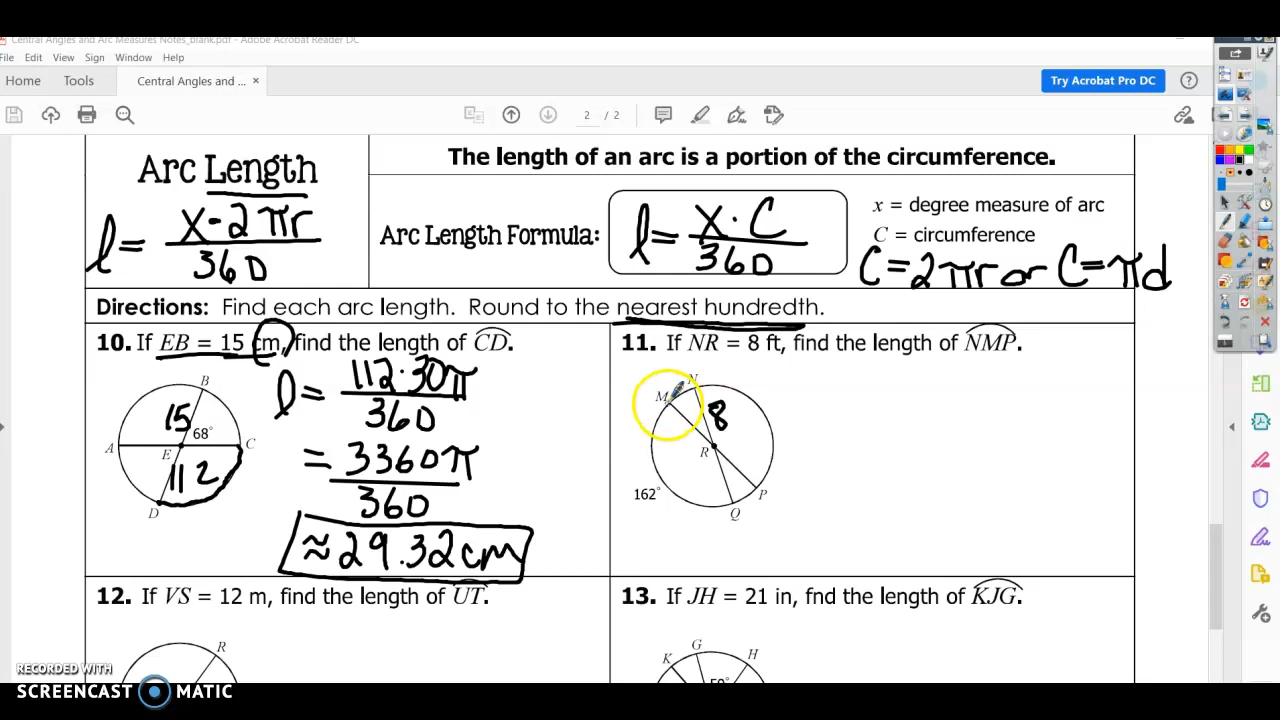 Central Angles and Arc Measures Notes_blank.pdf - Adobe Acrobat Reader DC
File Edit View Sign Window Help
Home Tools Central Angles and ... × Try Acrobat Pro DC
2 / 2
Arc Length
l = x - 2πr
360
The length of an arc is a portion of the circumference.
Arc Length Formula:
l = x · C
360
x = degree measure of arc
C = circumference
C = 2πr or C = πd
Directions: Find each arc length. Round to the nearest hundredth.
10. If EB = 15 cm, find the length of CD.
B
15
68°
A
E
C
112
D
l = 112·30π
360
= 3360π
360
≈ 29.32 cm
11. If NR = 8 ft, find the length of NMP.
N
M
8
R
162°
P
Q
12. If VS = 12 m, find the length of UT.
R
13. If JH = 21 in, fnd the length of KJG.
G
K
H
59°
RECORDED WITH
SCREENCAST MATIC